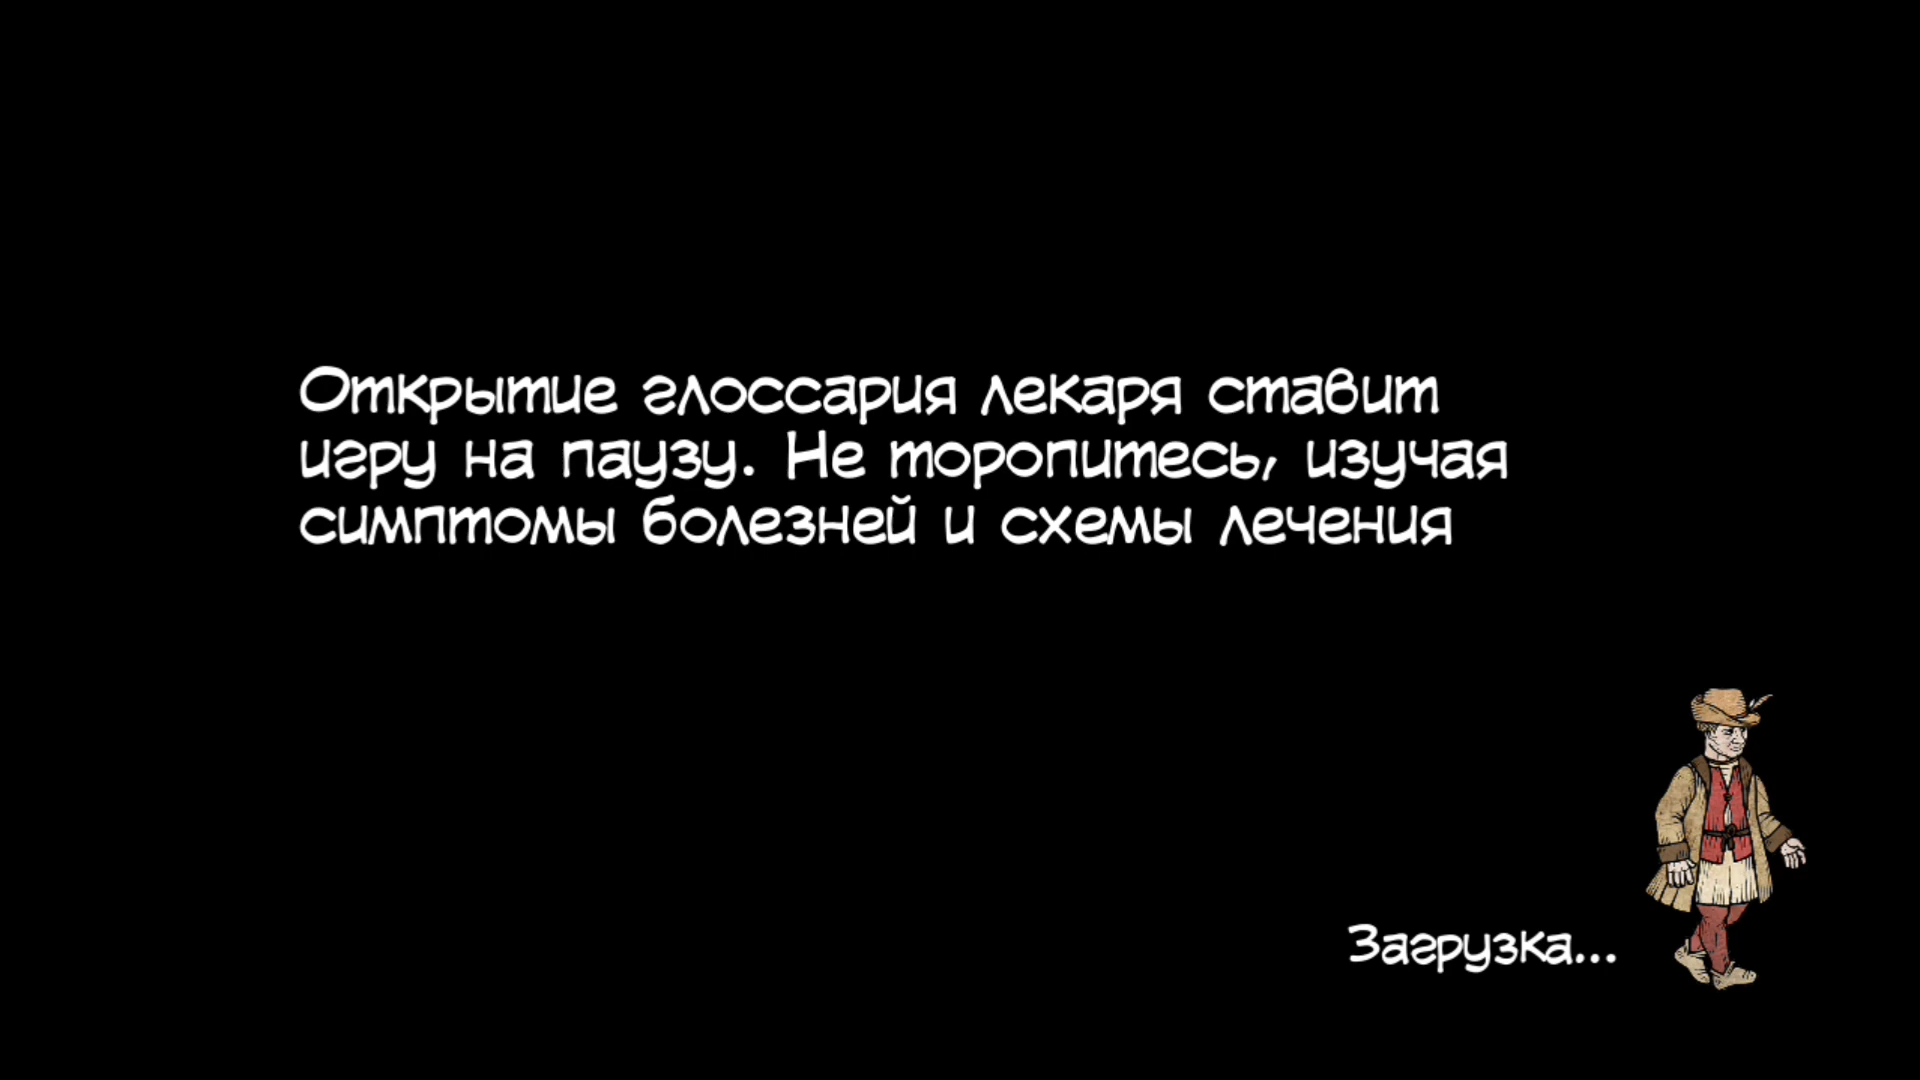 Открытие глоссария лекаря ставит
игру на паузу. Не торопитесь, изучая
симптомы болезней и схемы лечения
Загрузка...